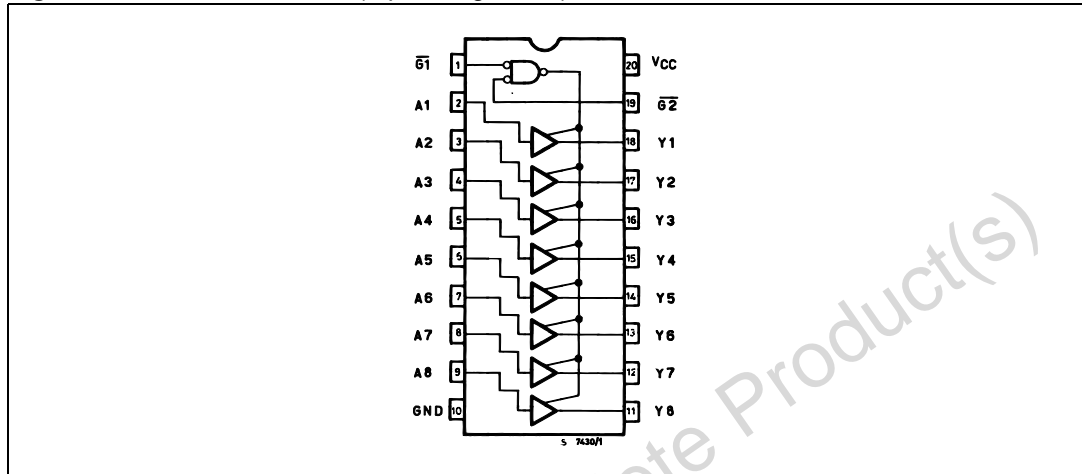 G1 1 20 VCC
A1 2 19 G2
A2 3 18 Y1
A3 4 17 Y2
A4 5 16 Y3
A5 6 15 Y4
A6 7 14 Y5
A7 8 13 Y6
A8 9 12 Y7
GND 10 11 Y8
S 7430/1
ete Product(s)